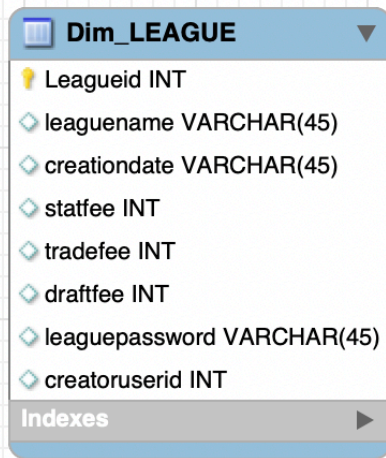 Dim_LEAGUE
Leagueid INT
leaguename VARCHAR(45)
creationdate VARCHAR(45)
statfee INT
tradefee INT
draftfee INT
leaguepassword VARCHAR(45)
creatoruserid INT
Indexes